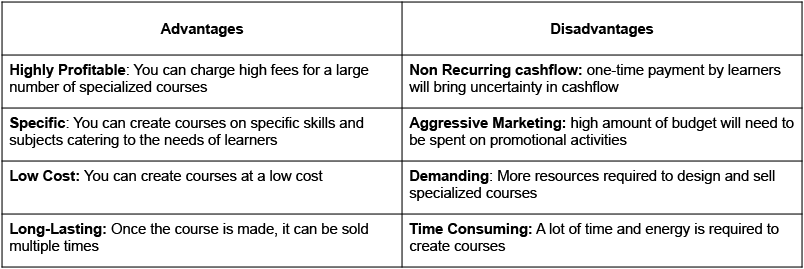 Advantages
Disadvantages
Highly Profitable: You can charge high fees for a large
number of specialized courses
Non Recurring cashflow: one-time payment by learners
will bring uncertainty in cashflow
Specific: You can create courses on specific skills and
subjects catering to the needs of learners
Aggressive Marketing: high amount of budget will need to
be spent on promotional activities
Low Cost: You can create courses at a low cost
Demanding: More resources required to design and sell
specialized courses
Long-Lasting: Once the course is made, it can be sold
multiple times
Time Consuming: A lot of time and energy is required to
create courses